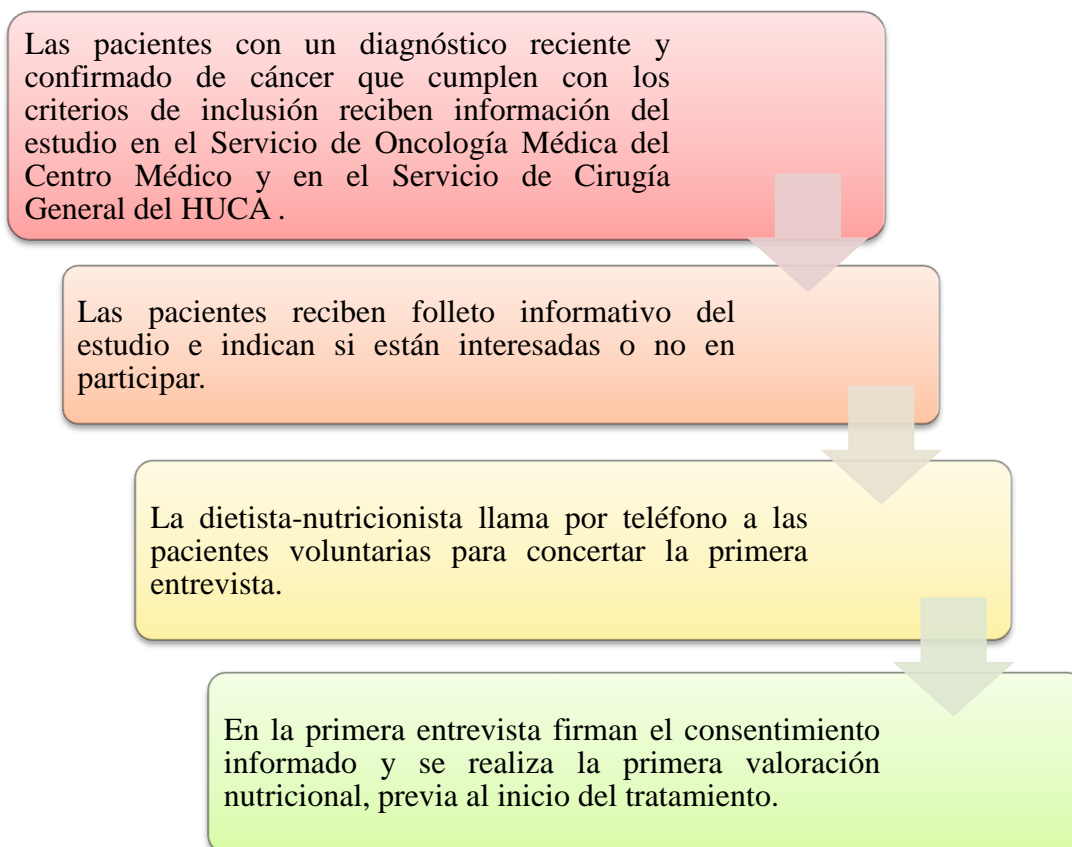 Las pacientes con un diagnóstico reciente y
confirmado de cáncer que cumplen con los
criterios de inclusión reciben información del
estudio en el Servicio de Oncología Médica del
Centro Médico y en el Servicio de Cirugía
General del HUCA .
Las pacientes reciben folleto informativo del
estudio e indican si están interesadas o no en
participar.
La dietista-nutricionista llama por teléfono a las
pacientes voluntarias para concertar la primera
entrevista.
En la primera entrevista firman el consentimiento
informado y se realiza la primera valoración
nutricional, previa al inicio del tratamiento.